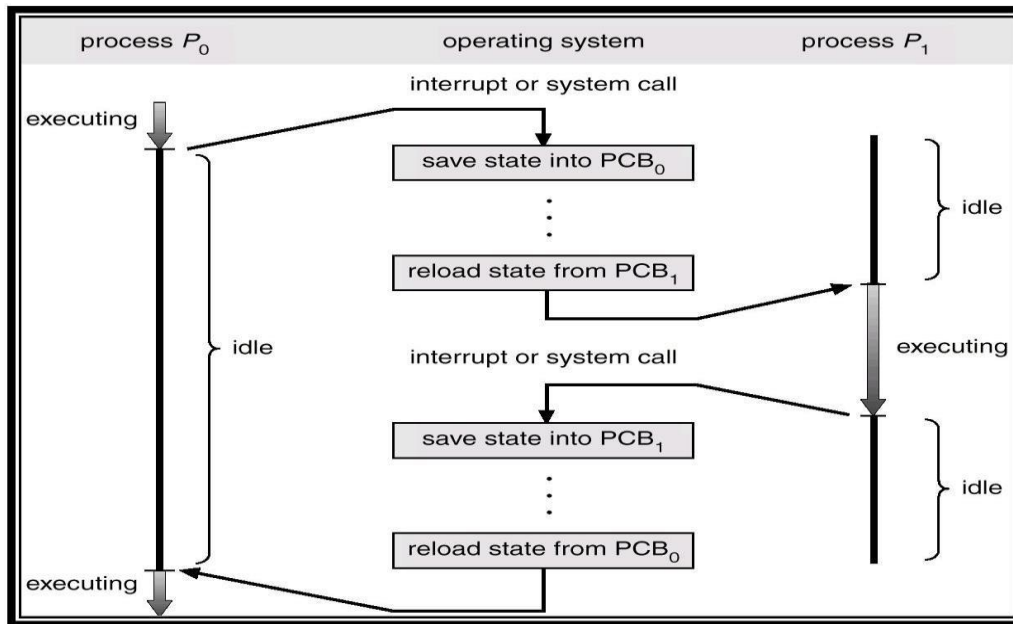 process P0 operating system process P1
interrupt or system call
executing
save state into PCB0
idle
reload state from PCB1
idle
executing
interrupt or system call
save state into PCB1
idle
reload state from PCB0
executing